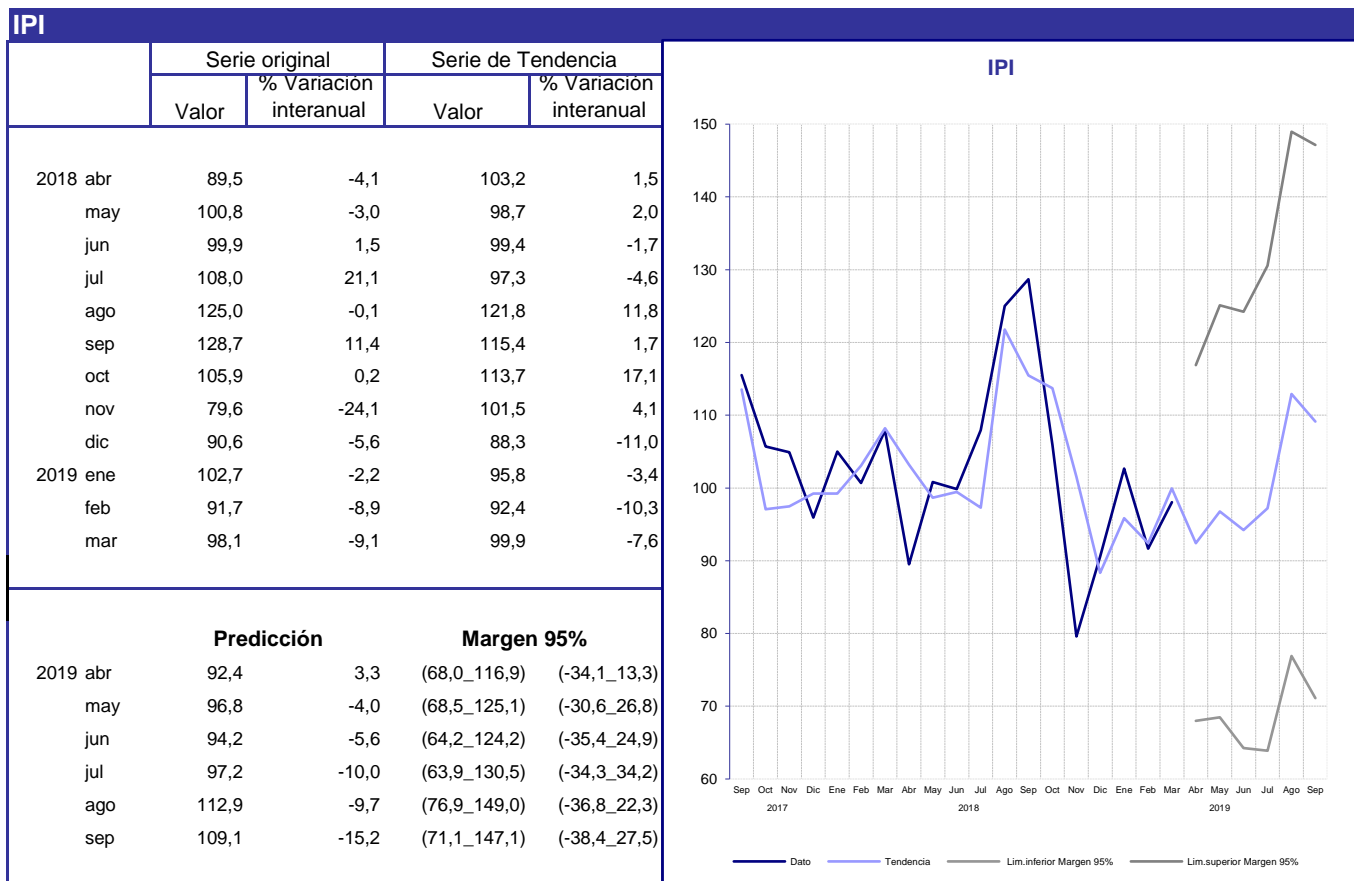 IPI
Serie original Serie de Tendencia
% Variación % Variación
Valor interanual Valor interanual
2018 abr 89,5 -4,1 103,2 1,5
may 100,8 -3,0 98,7 2,0
jun 99,9 1,5 99,4 -1,7
jul 108,0 21,1 97,3 -4,6
ago 125,0 -0,1 121,8 11,8
sep 128,7 11,4 115,4 1,7
oct 105,9 0,2 113,7 17,1
nov 79,6 -24,1 101,5 4,1
dic 90,6 -5,6 88,3 -11,0
2019 ene 102,7 -2,2 95,8 -3,4
feb 91,7 -8,9 92,4 -10,3
mar 98,1 -9,1 99,9 -7,6
Predicción Margen 95%
2019 abr 92,4 3,3 (68,0_116,9) (-34,1_13,3)
may 96,8 -4,0 (68,5_125,1) (-30,6_26,8)
jun 94,2 -5,6 (64,2_124,2) (-35,4_24,9)
jul 97,2 -10,0 (63,9_130,5) (-34,3_34,2)
ago 112,9 -9,7 (76,9_149,0) (-36,8_22,3)
sep 109,1 -15,2 (71,1_147,1) (-38,4_27,5)
IPI
150
140
130
120
110
100
90
80
70
60
Sep Oct Nov Dic Ene Feb Mar Abr May Jun Jul Ago Sep Oct Nov Dic Ene Feb Mar Abr May Jun Jul Ago Sep
2017 2018 2019
Dato Tendencia Lim.inferior Margen 95% Lim.superior Margen 95%